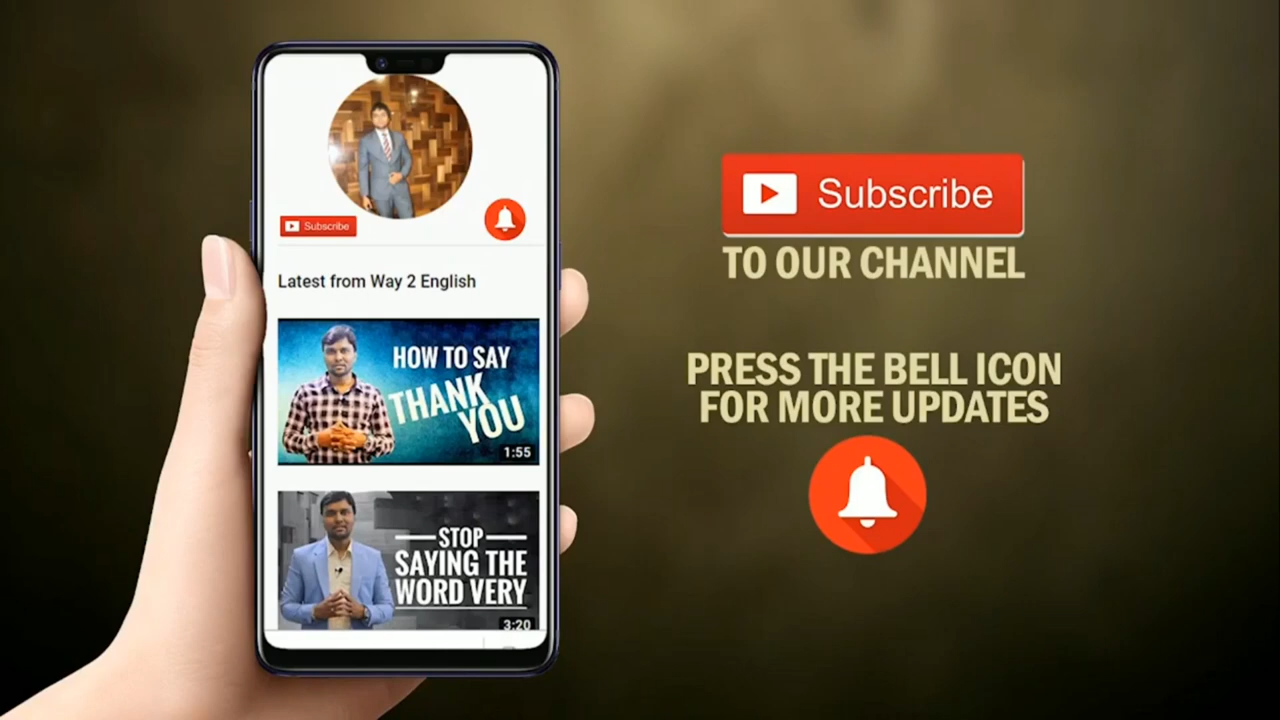 Subscribe
Latest from Way 2 English
HOW TO SAY
THANK
YOU
1:55
STOP
SAYING THE
WORD VERY
3:20
Subscribe
TO OUR CHANNEL
PRESS THE BELL ICON
FOR MORE UPDATES